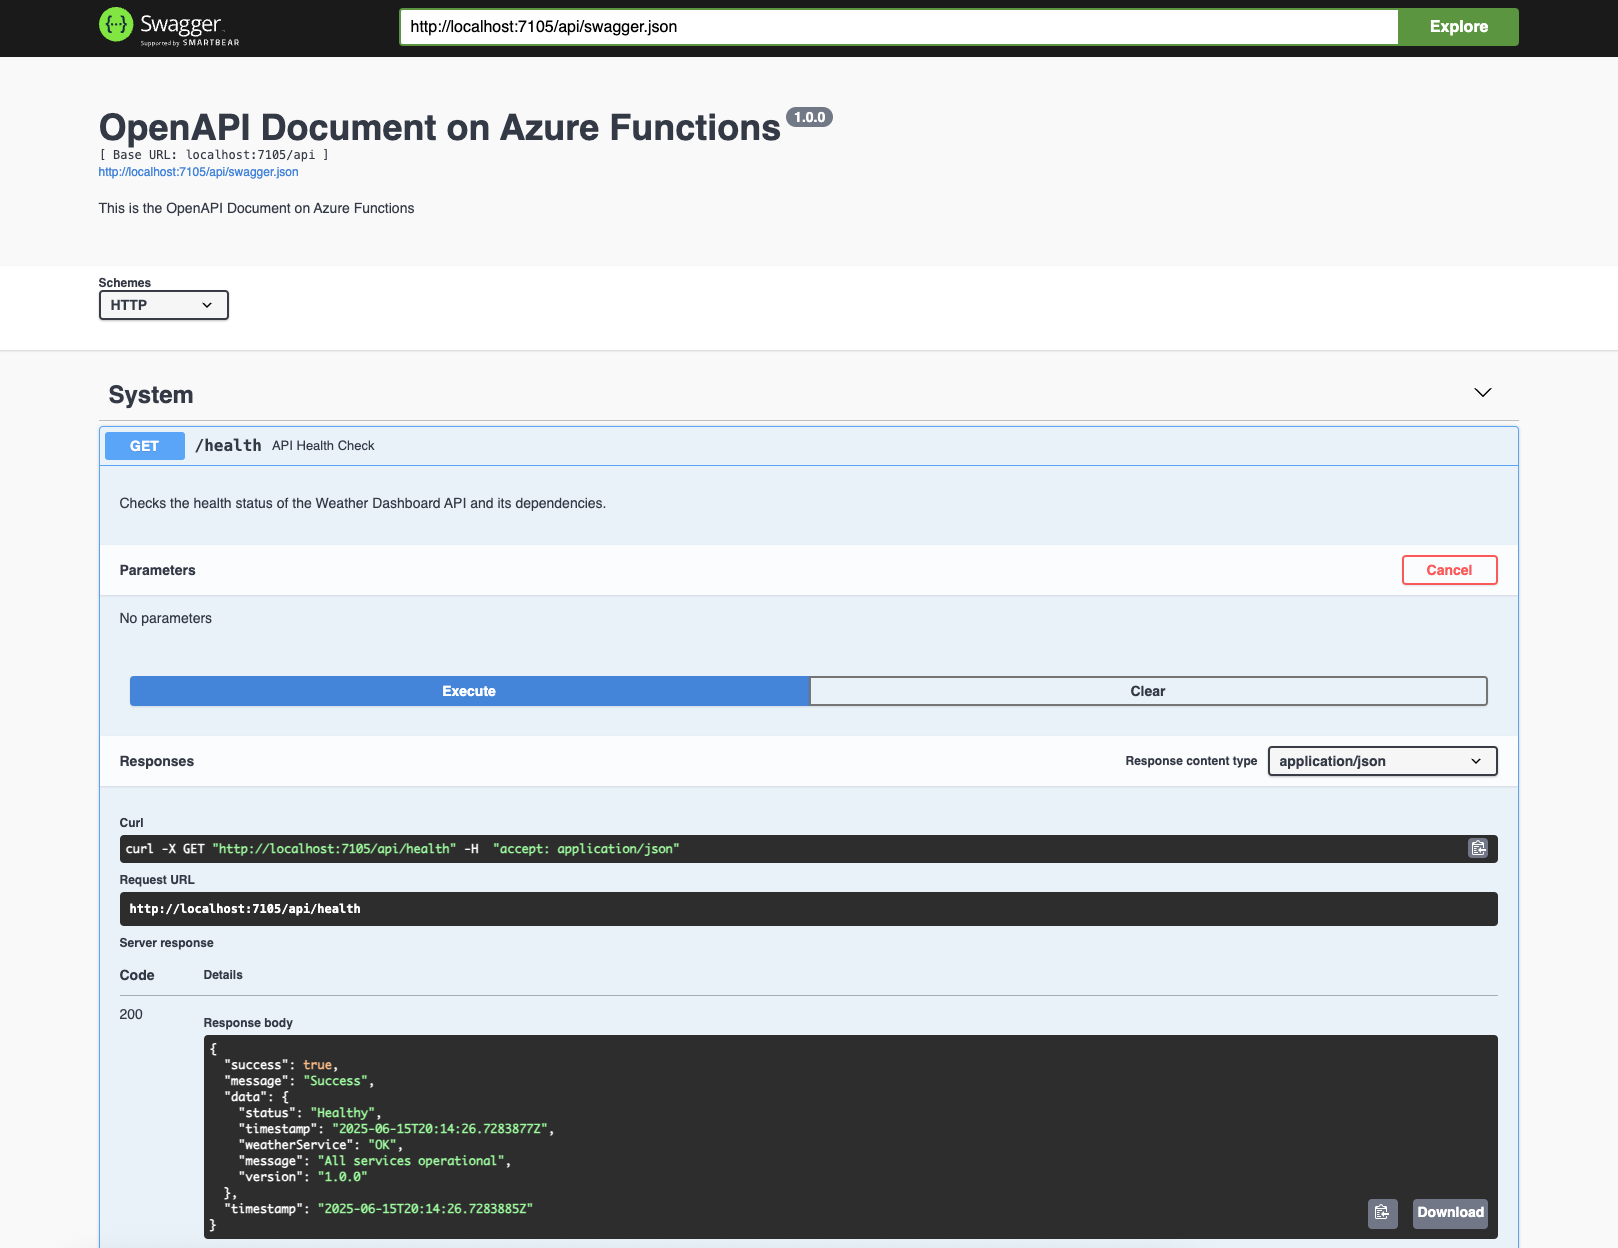 Swagger
Supported by SMARTBEAR
http://localhost:7105/api/swagger.json
Explore
OpenAPI Document on Azure Functions 1.0.0
[ Base URL: localhost:7105/api ]
http://localhost:7105/api/swagger.json
This is the OpenAPI Document on Azure Functions
Schemes
HTTP
System
GET /health API Health Check
Checks the health status of the Weather Dashboard API and its dependencies.
Parameters
Cancel
No parameters
Execute
Clear
Responses
Response content type
application/json
Curl
curl -X GET "http://localhost:7105/api/health" -H  "accept: application/json"
Request URL
http://localhost:7105/api/health
Server response
Code
Details
200
Response body
{
  "success": true,
  "message": "Success",
  "data": {
    "status": "Healthy",
    "timestamp": "2025-06-15T20:14:26.7283877Z",
    "weatherService": "OK",
    "message": "All services operational",
    "version": "1.0.0"
  },
  "timestamp": "2025-06-15T20:14:26.7283885Z"
}
Download